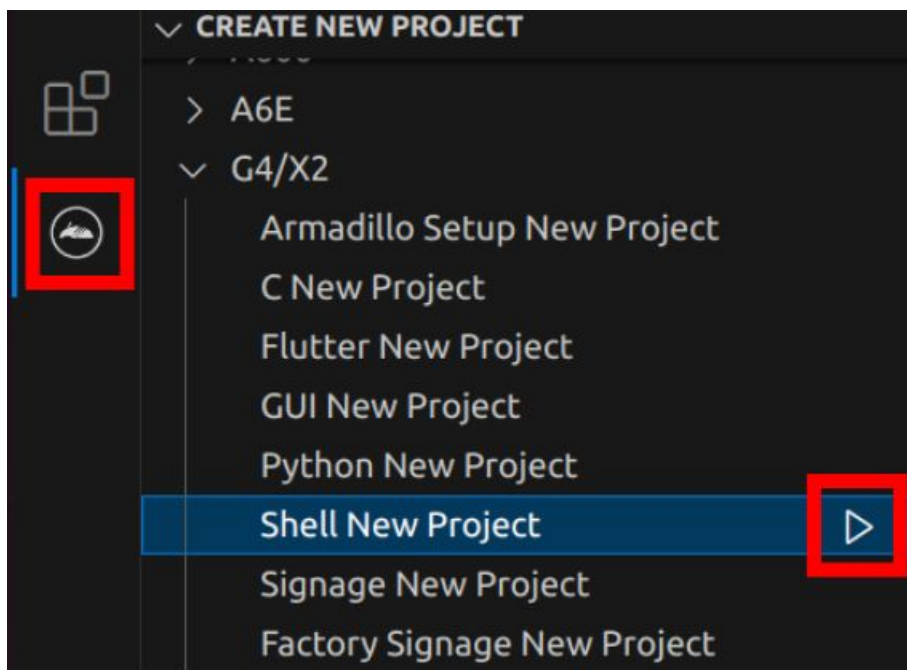 CREATE NEW PROJECT
A6E
G4/X2
Armadillo Setup New Project
C New Project
Flutter New Project
GUI New Project
Python New Project
Shell New Project
Signage New Project
Factory Signage New Project